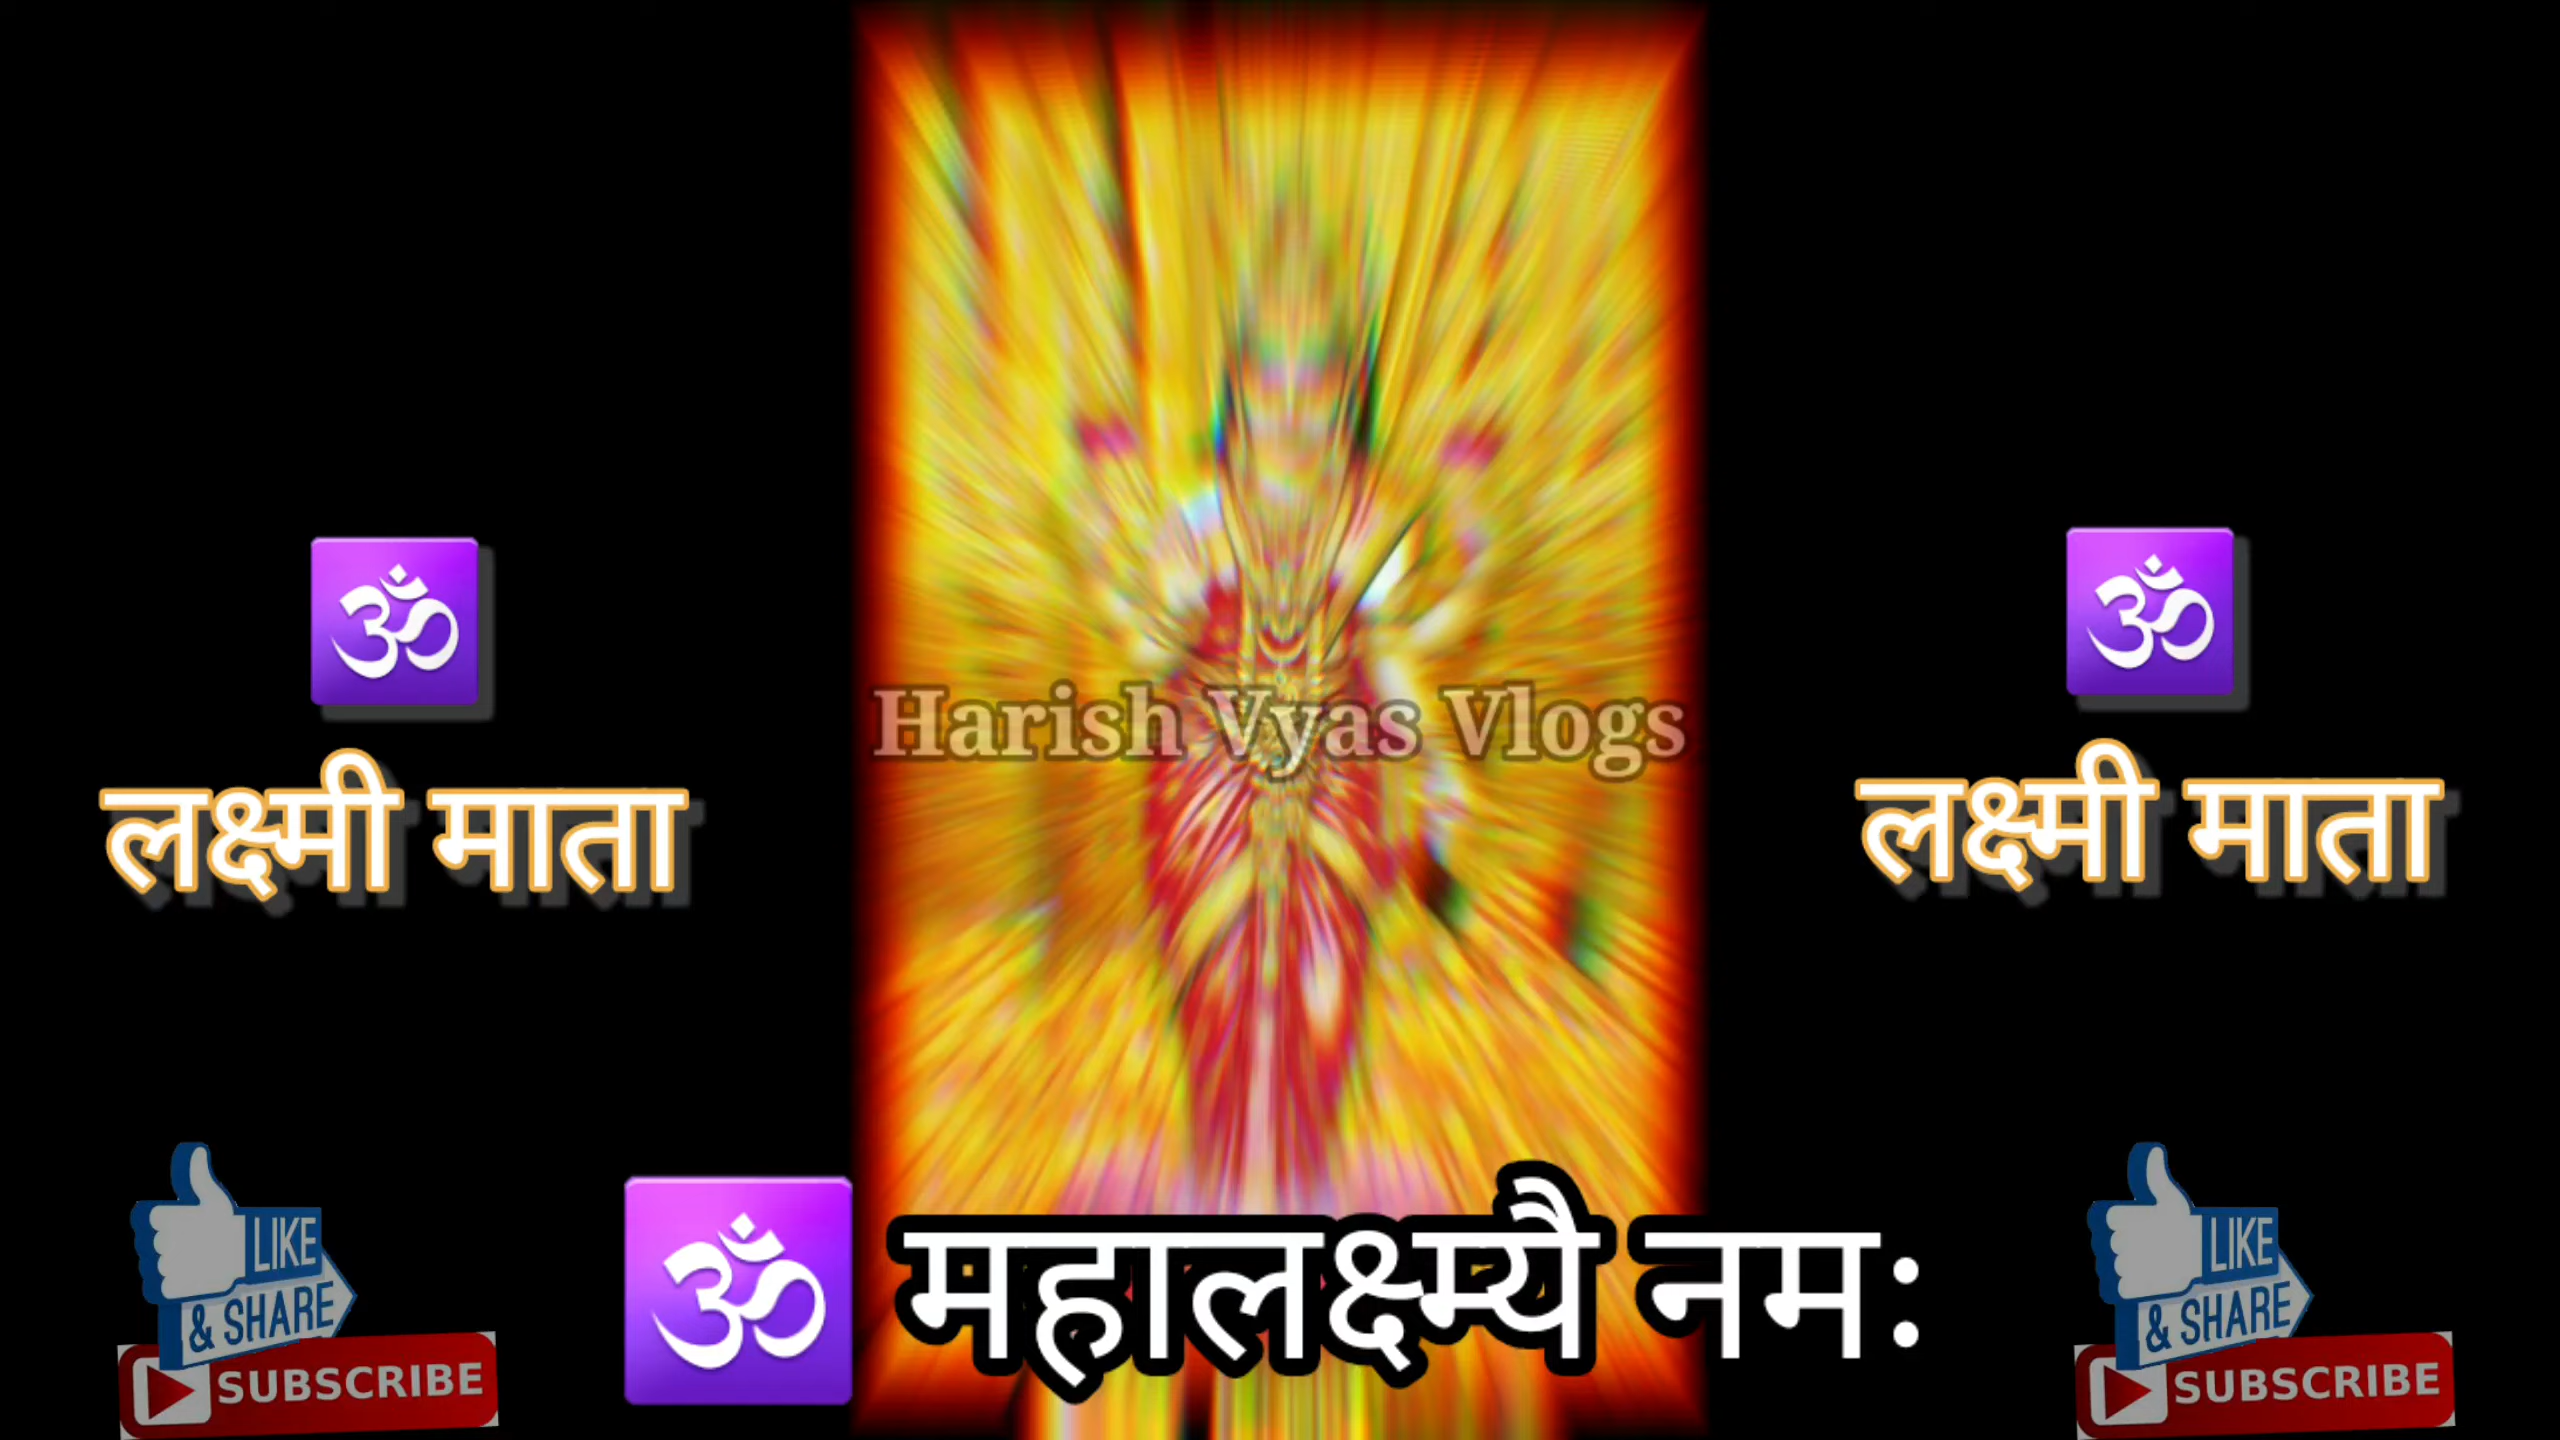 🕉
लक्ष्मी माता
🕉
लक्ष्मी माता
Harish Vyas Vlogs
🕉 महालक्ष्म्यै नमः
LIKE
& SHARE
SUBSCRIBE
LIKE
& SHARE
SUBSCRIBE